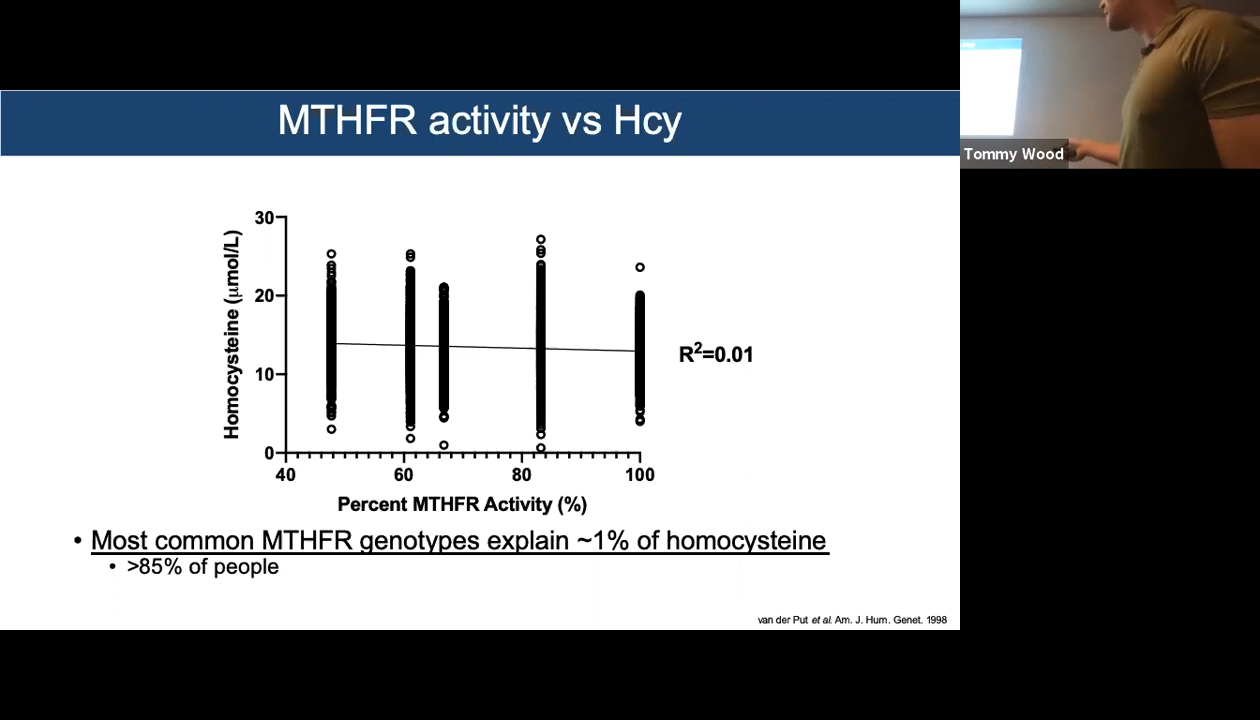 MTHFR activity vs Hcy
Tommy Wood
30
20
10
0
Homocysteine (μmol/L)
R²=0.01
40 60 80 100
Percent MTHFR Activity (%)
• Most common MTHFR genotypes explain ~1% of homocysteine
• >85% of people
van der Put et al. Am. J. Hum. Genet. 1998